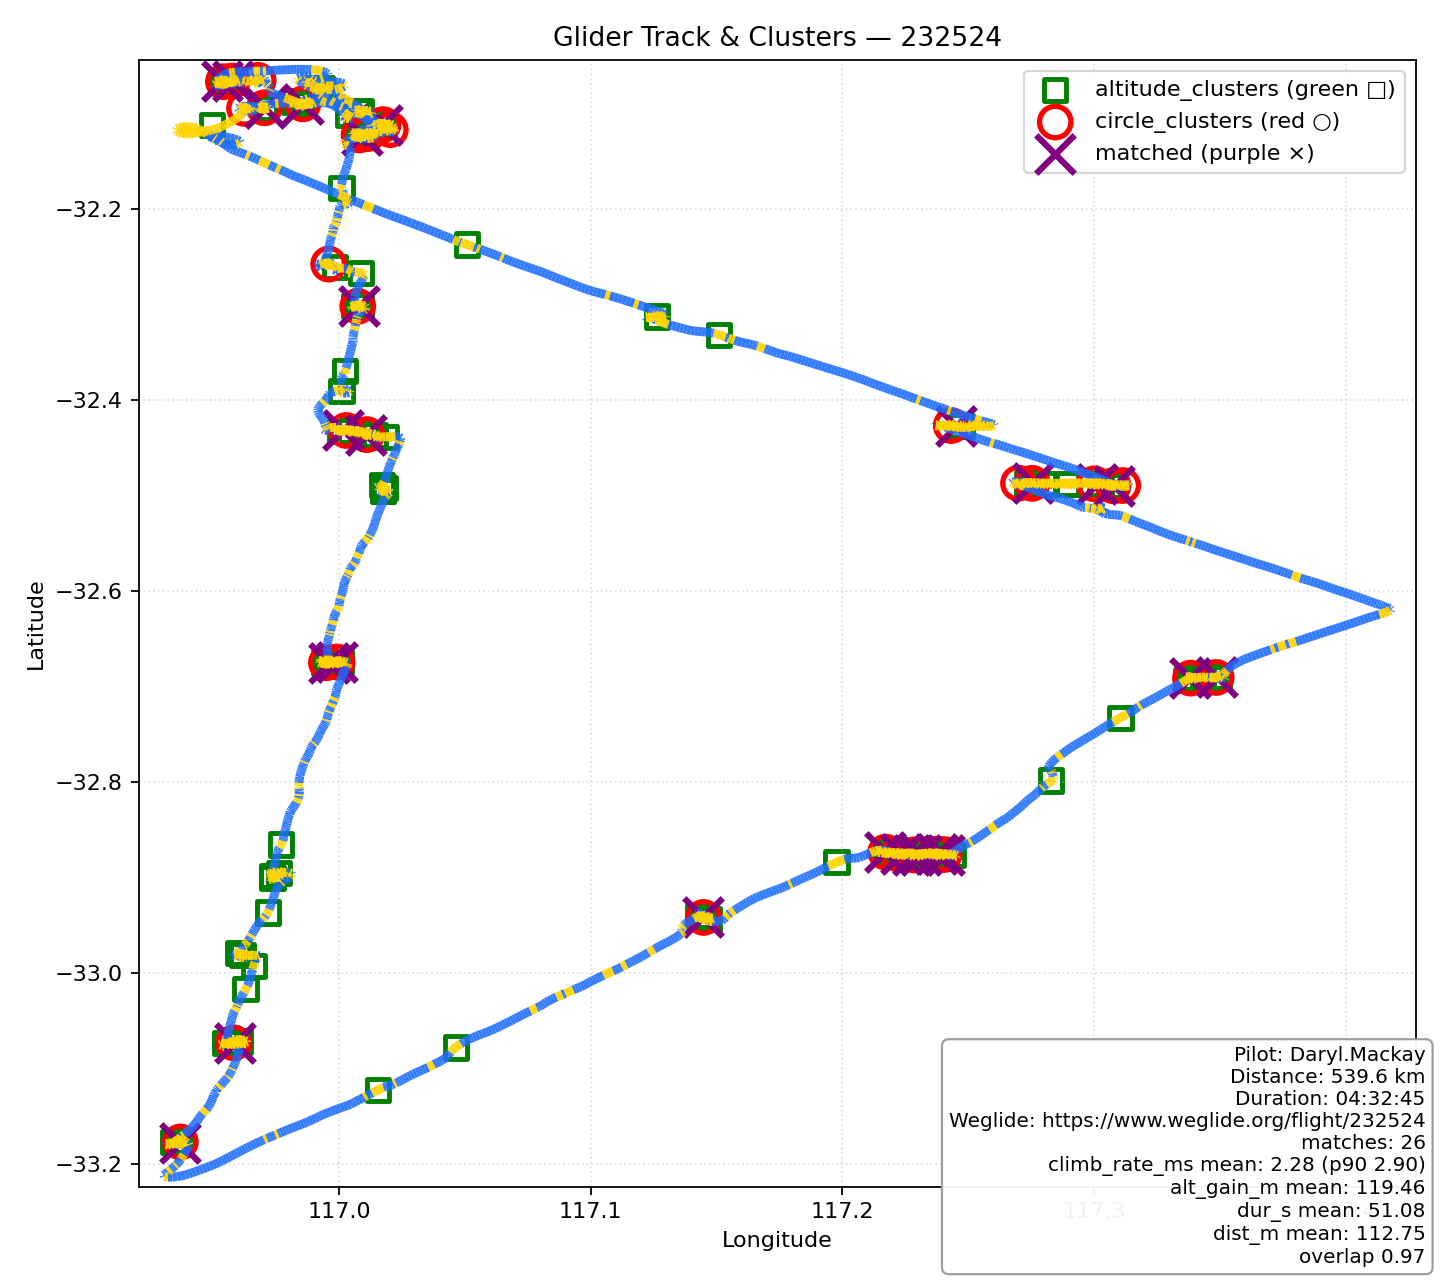 Glider Track & Clusters — 232524
altitude_clusters (green □)
circle_clusters (red ○)
matched (purple ×)
Latitude
−32.2
−32.4
−32.6
−32.8
−33.0
−33.2
117.0
117.1
117.2
117.3
Longitude
Pilot: Daryl.Mackay
Distance: 539.6 km
Duration: 04:32:45
Weglide: https://www.weglide.org/flight/232524
matches: 26
climb_rate_ms mean: 2.28 (p90 2.90)
alt_gain_m mean: 119.46
dur_s mean: 51.08
dist_m mean: 112.75
overlap 0.97